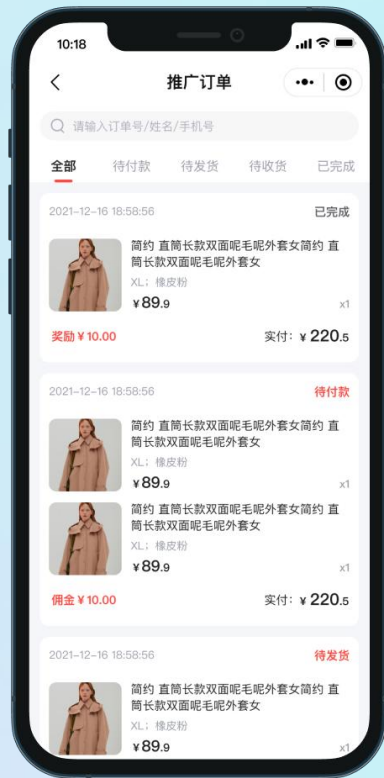 10:18
推广订单
请输入订单号/姓名/手机号
全部 待付款 待发货 待收货 已完成
2021-12-16 18:58:56 已完成
简约 直筒长款双面呢毛呢外套女简约 直
筒长款双面呢毛呢外套女
XL；橡皮粉
¥89.9 x1
奖励¥10.00 实付：¥220.5
2021-12-16 18:58:56 待付款
简约 直筒长款双面呢毛呢外套女简约 直
筒长款双面呢毛呢外套女
XL；橡皮粉
¥89.9 x1
简约 直筒长款双面呢毛呢外套女简约 直
筒长款双面呢毛呢外套女
XL；橡皮粉
¥89.9 x1
佣金¥10.00 实付：¥220.5
2021-12-16 18:58:56 待发货
简约 直筒长款双面呢毛呢外套女简约 直
筒长款双面呢毛呢外套女
XL；橡皮粉
¥89.9 x1